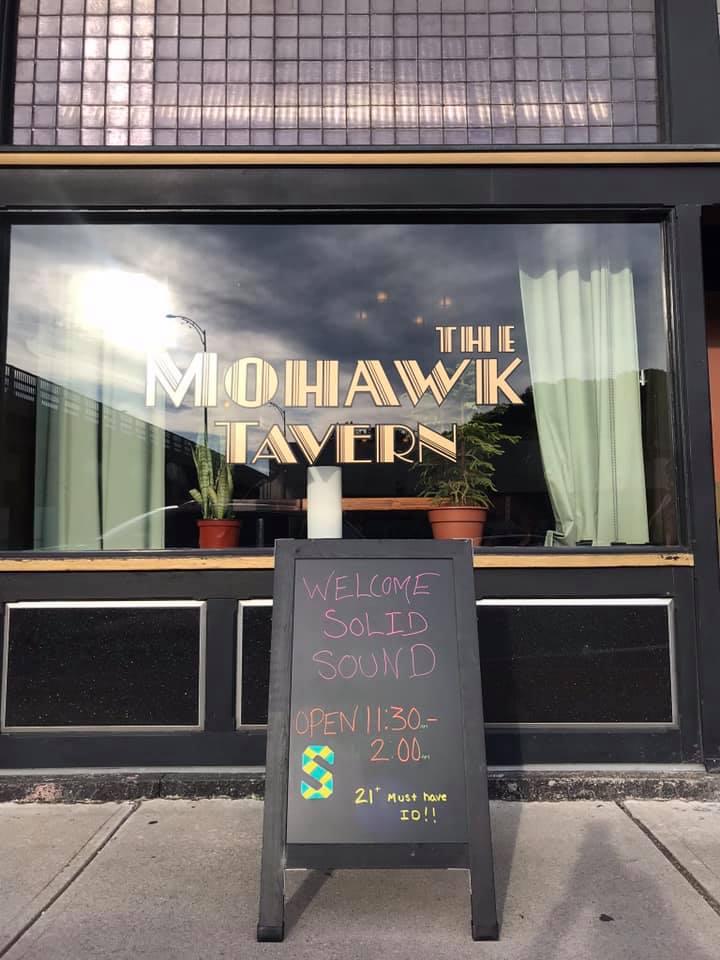 THE
MOHAWK
TAVERN
WELCOME
SOLID
SOUND
OPEN 11:30AM-
2:00AM
S
21+ Must have
ID!!